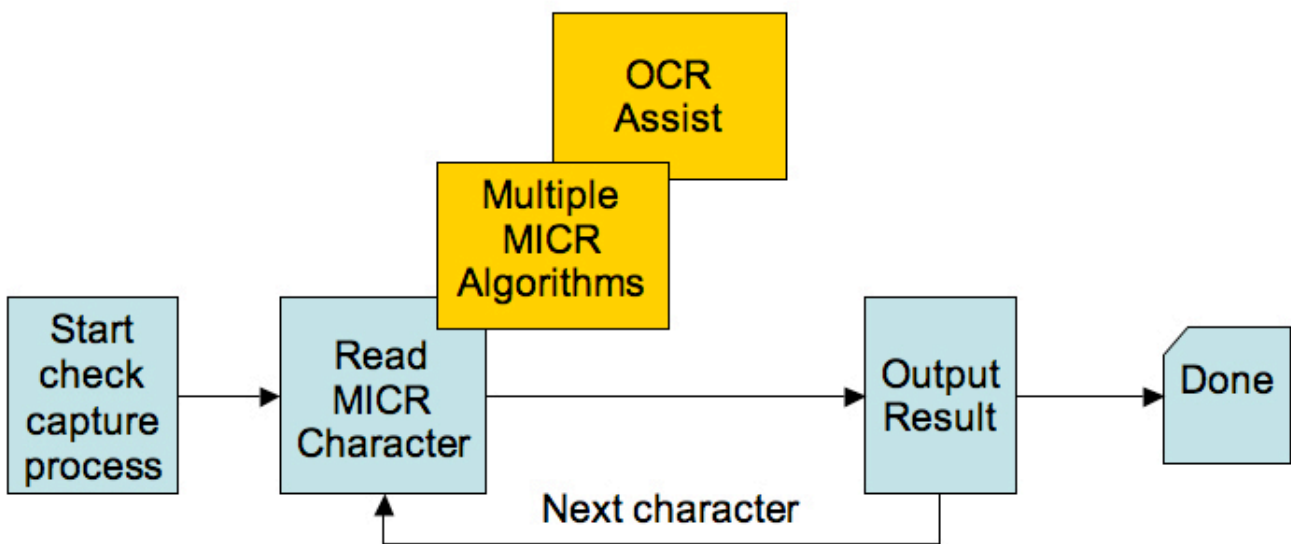 OCR
Assist
Multiple
MICR
Algorithms
Start
check
capture
process
Read
MICR
Character
Output
Result
Done
Next character